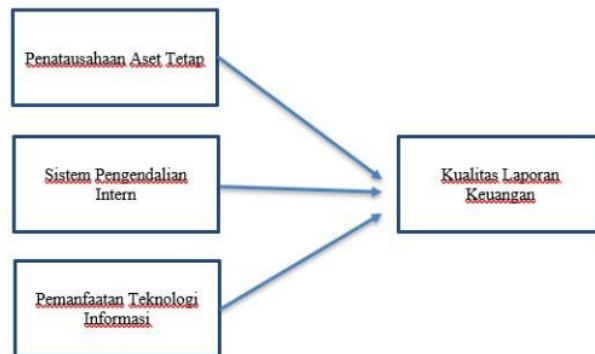 Penatausahaan Aset Tetap
Sistem Pengendalian
Intern
Kualitas Laporan
Keuangan
Pemanfaatan Teknologi
Informasi